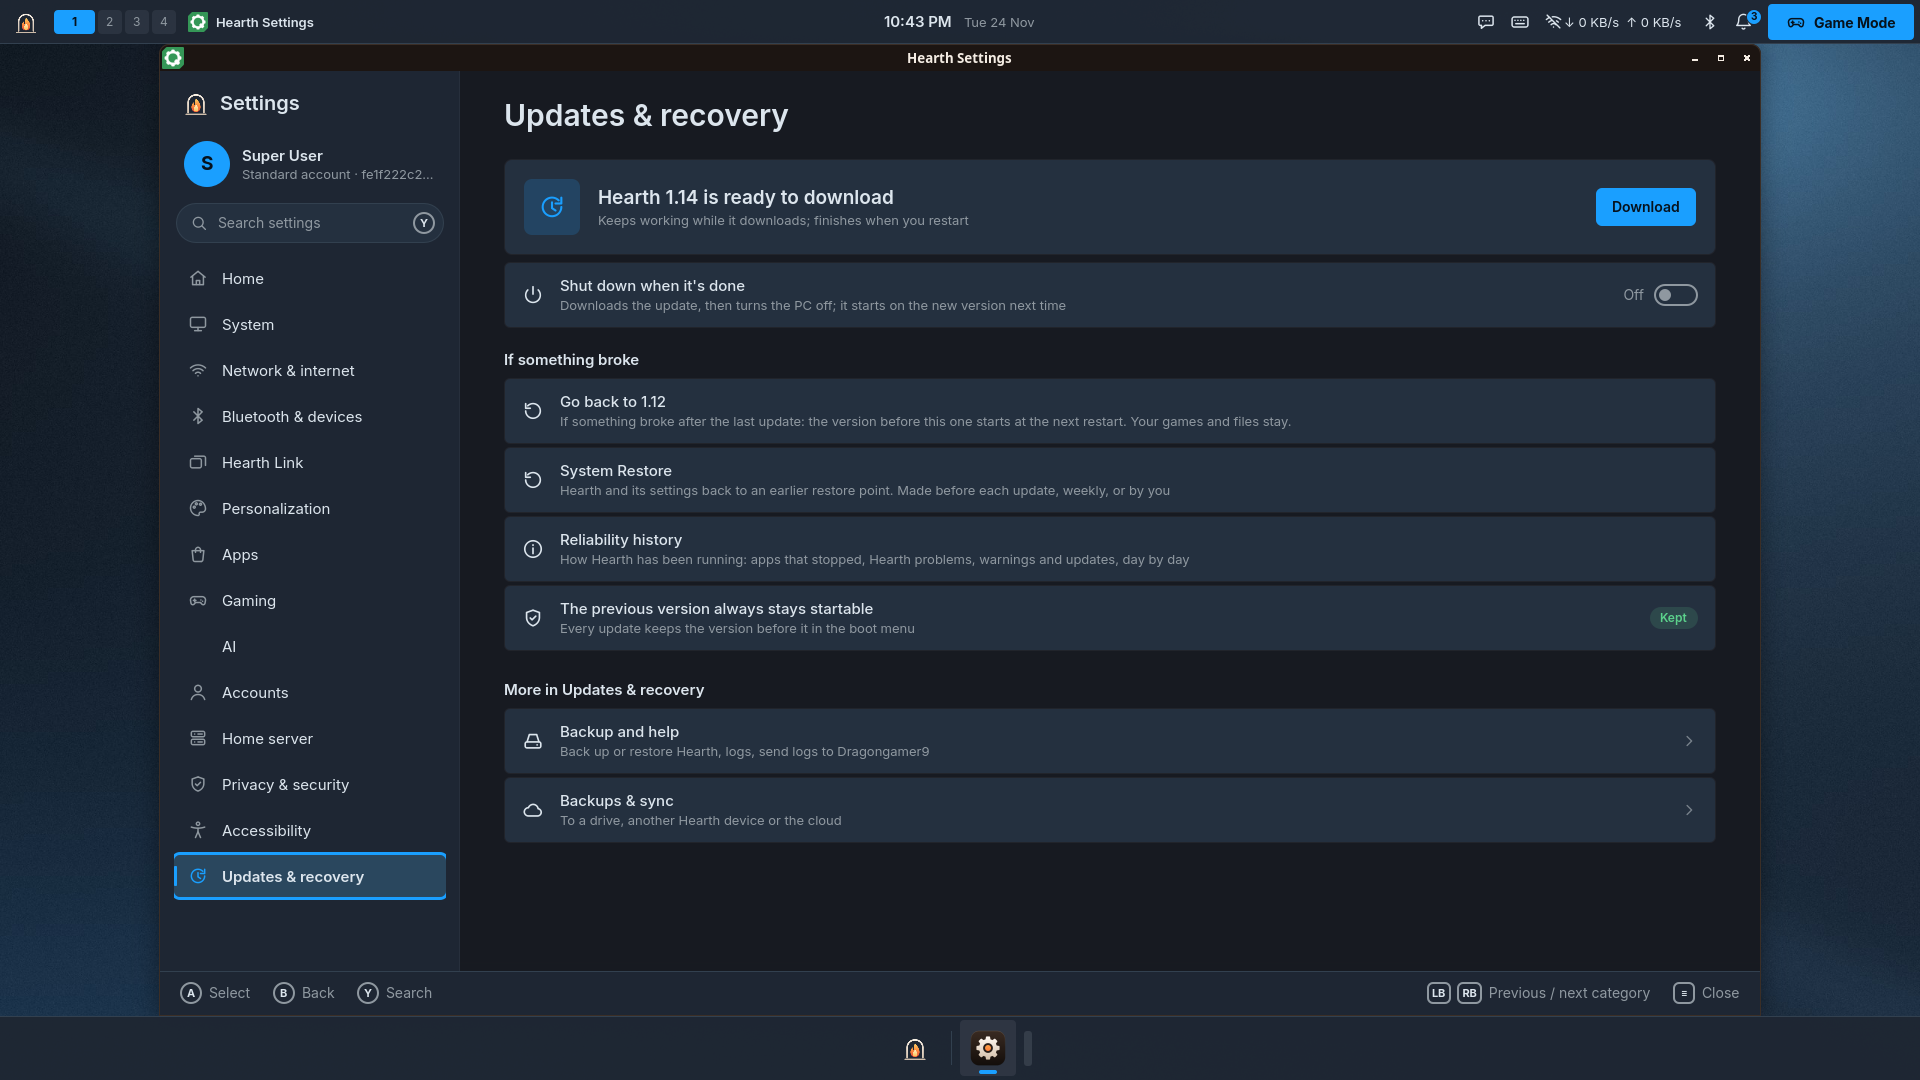 1 2 3 4 Hearth Settings
10:43 PM Tue 24 Nov
↓ 0 KB/s ↑ 0 KB/s
3
Game Mode
Hearth Settings
Settings
S
Super User
Standard account · fe1f222c2...
Search settings
Y
Home
System
Network & internet
Bluetooth & devices
Hearth Link
Personalization
Apps
Gaming
AI
Accounts
Home server
Privacy & security
Accessibility
Updates & recovery
Updates & recovery
Hearth 1.14 is ready to download
Keeps working while it downloads; finishes when you restart
Download
Shut down when it's done
Downloads the update, then turns the PC off; it starts on the new version next time
Off
If something broke
Go back to 1.12
If something broke after the last update: the version before this one starts at the next restart. Your games and files stay.
System Restore
Hearth and its settings back to an earlier restore point. Made before each update, weekly, or by you
Reliability history
How Hearth has been running: apps that stopped, Hearth problems, warnings and updates, day by day
The previous version always stays startable
Every update keeps the version before it in the boot menu
Kept
More in Updates & recovery
Backup and help
Back up or restore Hearth, logs, send logs to Dragongamer9
Backups & sync
To a drive, another Hearth device or the cloud
A Select B Back Y Search
LB RB Previous / next category ≡ Close